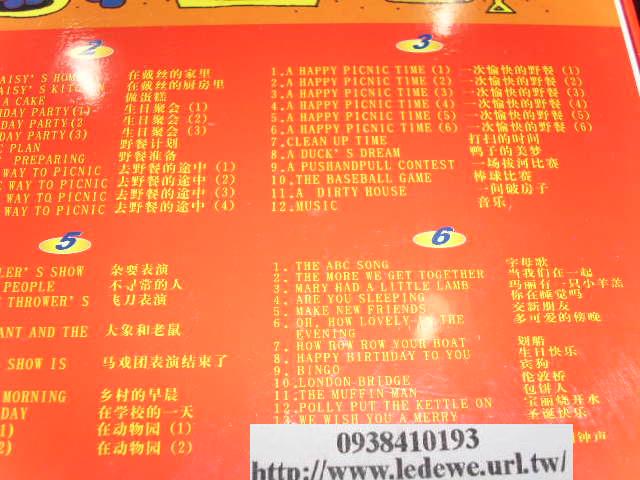 2
AISY'S HOME 在戴丝的家里
AISY'S KITCHEN 在戴丝的厨房里
A CAKE 做蛋糕
HDAY PARTY(1) 生日聚会 (1)
DAY PARTY(2 生日聚会 (2)
DAY PARTY(3) 生日聚会 (3)
C PLAN 野餐计划
PREPARING 野餐准备
WAY TO PICNIC 去野餐的途中 (1)
E WAY TO PICNIC 去野餐的途中 (2)
WAY TO PICNIC 去野餐的途中 (3)
WAY TO PICNIC 去野餐的途中 (4)
3
1.A HAPPY PICNIC TIME (1) 一次愉快的野餐 (1)
2.A HAPPY PICNIC TIME (2) 一次愉快的野餐 (2)
3.A HAPPY PICNIC TIME (3) 一次愉快的野餐 (3)
4.A HAPPY PICNIC TIME (4) 一次愉快的野餐 (4)
5.A HAPPY PICNIC TIME (5) 一次愉快的野餐 (5)
6.A HAPPY PICNIC TIME (6) 一次愉快的野餐 (6)
7.CLEAN UP TIME 打扫的时间
8.A DUCK'S DREAM 鸭子的美梦
9.A PUSHANDPULL CONTEST 一场拔河比赛
10.THE BASEBALL GAME 棒球比赛
11.A DIRTY HOUSE 一间破房子
12.MUSIC 音乐
5
LER'S SHOW 杂耍表演
PEOPLE 不寻常的人
THROWER'S 飞刀表演
ANT AND THE 大象和老鼠
SHOW IS 马戏团表演结束了
MORNING 乡村的早晨
DAY 在学校的一天
1) 在动物园 (1)
2) 在动物园 (2)
6
1. THE ABC SONG 字母歌
2. THE MORE WE GET TOGETHER 当我们在一起
3. MARY HAD A LITTLE LAMB 玛丽有一只小羊羔
4. ARE YOU SLEEPING 你在睡觉吗
5. MAKE NEW FRIENDS 交新朋友
6. OH, HOW LOVELY IS THE EVENING 多可爱的傍晚
7. HOW ROW ROW YOUR BOAT 划船
8. HAPPY BIRTHDAY TO YOU 生日快乐
9. BINGO 宾狗
10. LONDON BRIDGE 伦敦桥
11. THE MUFFIN MAN 包饼人
12. POLLY PUT THE KETTLE ON 宝丽烧开水
13 WE WISH YOU A MERRY 圣诞快乐
钟声
0938410193
http://www.ledewe.url.tw/